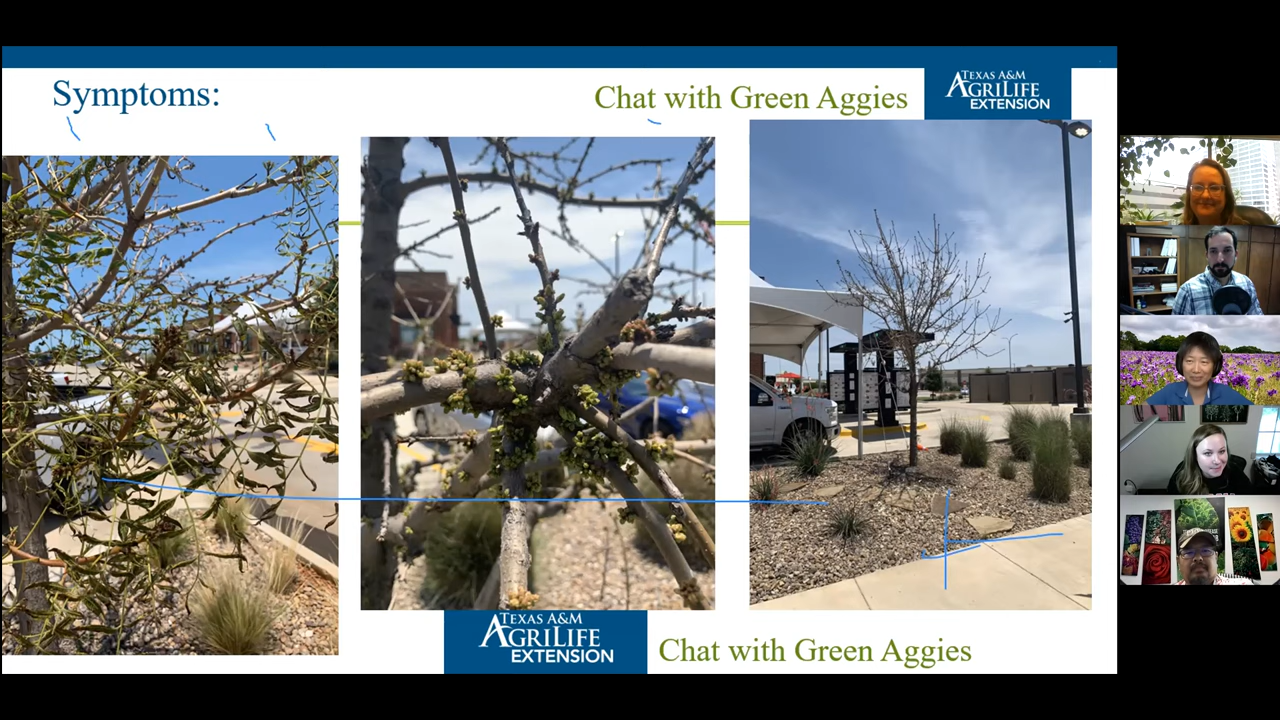 Symptoms:
Chat with Green Aggies
TEXAS A&M
AGRILIFE
EXTENSION
TEXAS A&M
AGRILIFE
EXTENSION
Chat with Green Aggies